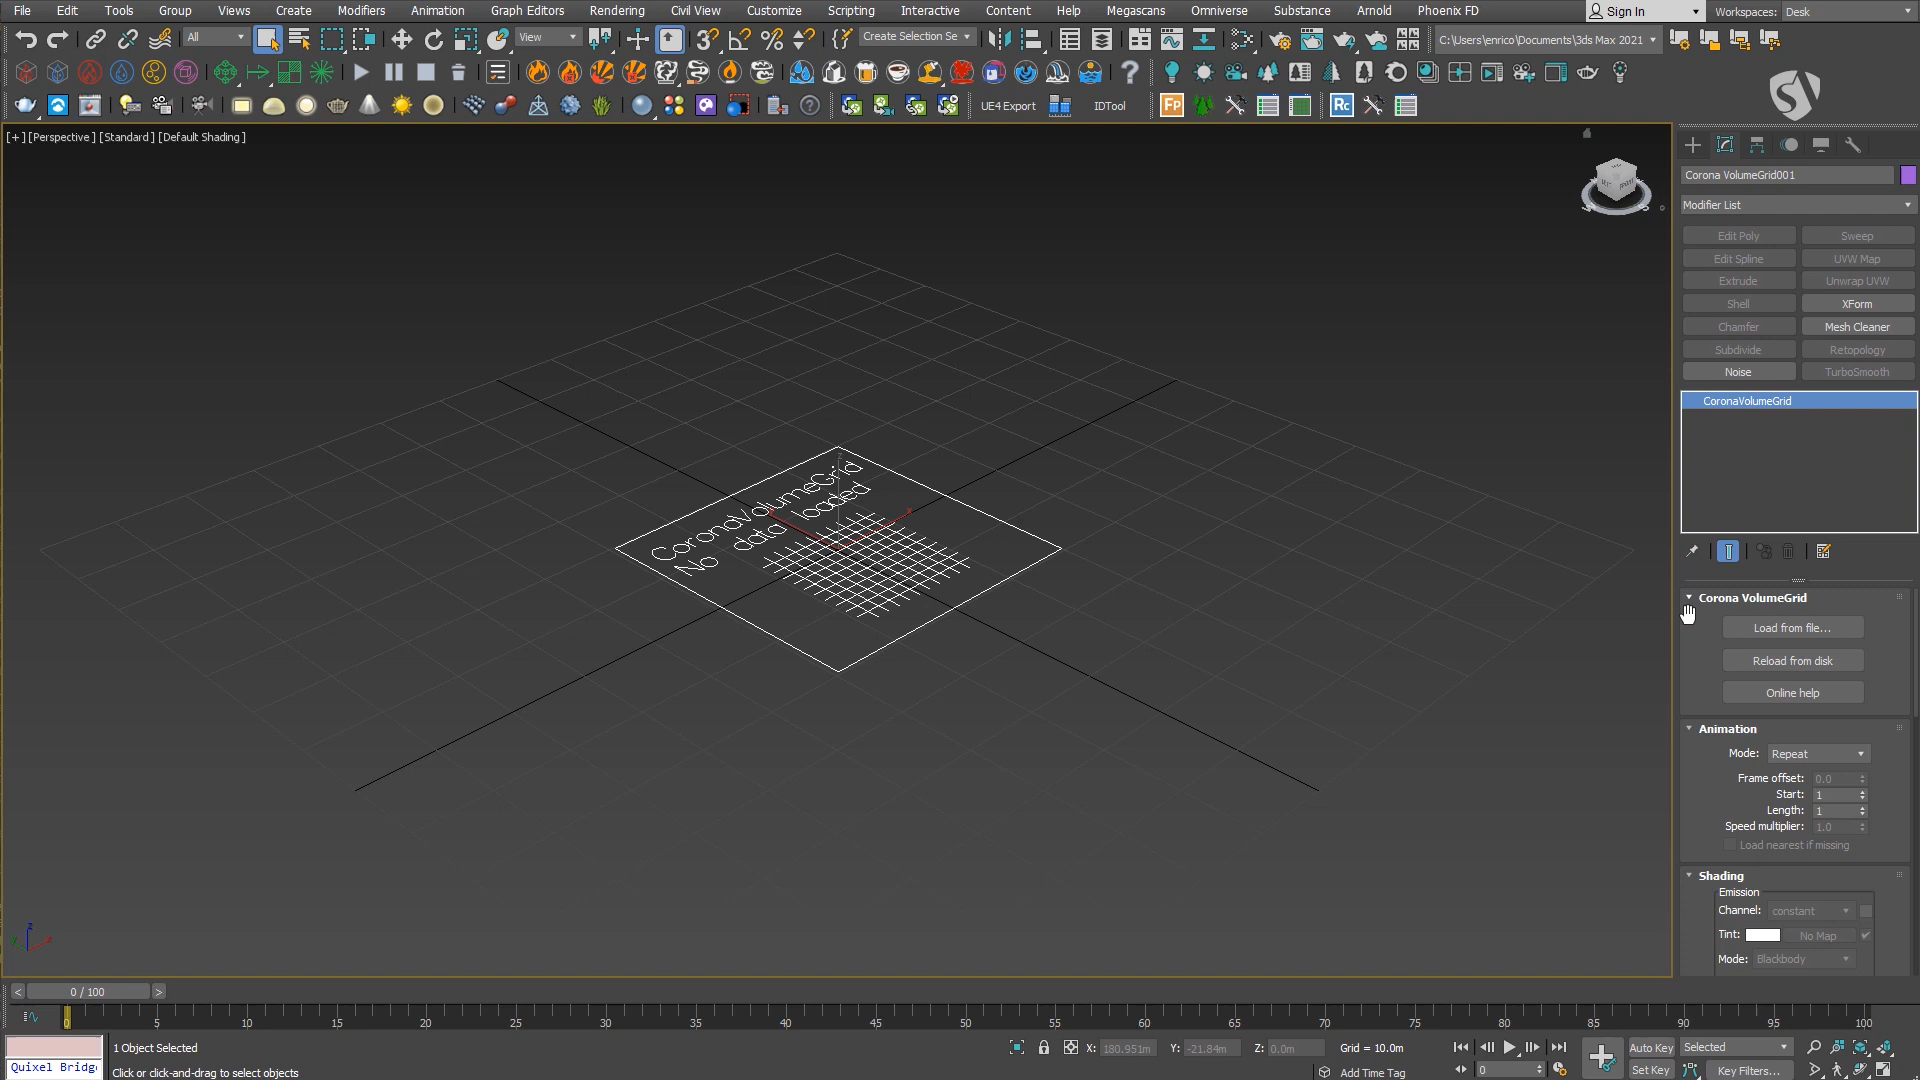 File Edit Tools Group Views Create Modifiers Animation Graph Editors Rendering Civil View Customize Scripting Interactive Content Help Megascans Omniverse Substance Arnold Phoenix FD Sign In Workspaces: Desk
All View Create Selection Se C:\Users\enrico\Documents\3ds Max 2021
UE4 Export IDTool Fp Rc
[+] [Perspective] [Standard] [Default Shading]
Corona VolumeGrid001
Modifier List
Edit Poly Sweep
Edit Spline UVW Map
Extrude Unwrap UVW
Shell XForm
Chamfer Mesh Cleaner
Subdivide Retopology
Noise TurboSmooth
CoronaVolumeGrid
CoronaVolumeGrid
No data loaded
Corona VolumeGrid
Load from file...
Reload from disk
Online help
Animation
Mode: Repeat
Frame offset: 0.0
Start: 1
Length: 1
Speed multiplier: 1.0
Load nearest if missing
Shading
Emission
Channel: constant
Tint: No Map
Mode: Blackbody
< 0 / 100 >
0 5 10 15 20 25 30 35 40 45 50 55 60 65 70 75 80 85 90 95 100
1 Object Selected X: 180.951m Y: -21.84m Z: 0.0m Grid = 10.0m Auto Key Selected
Quixel Bridg Click or click-and-drag to select objects Add Time Tag 0 Set Key Key Filters...